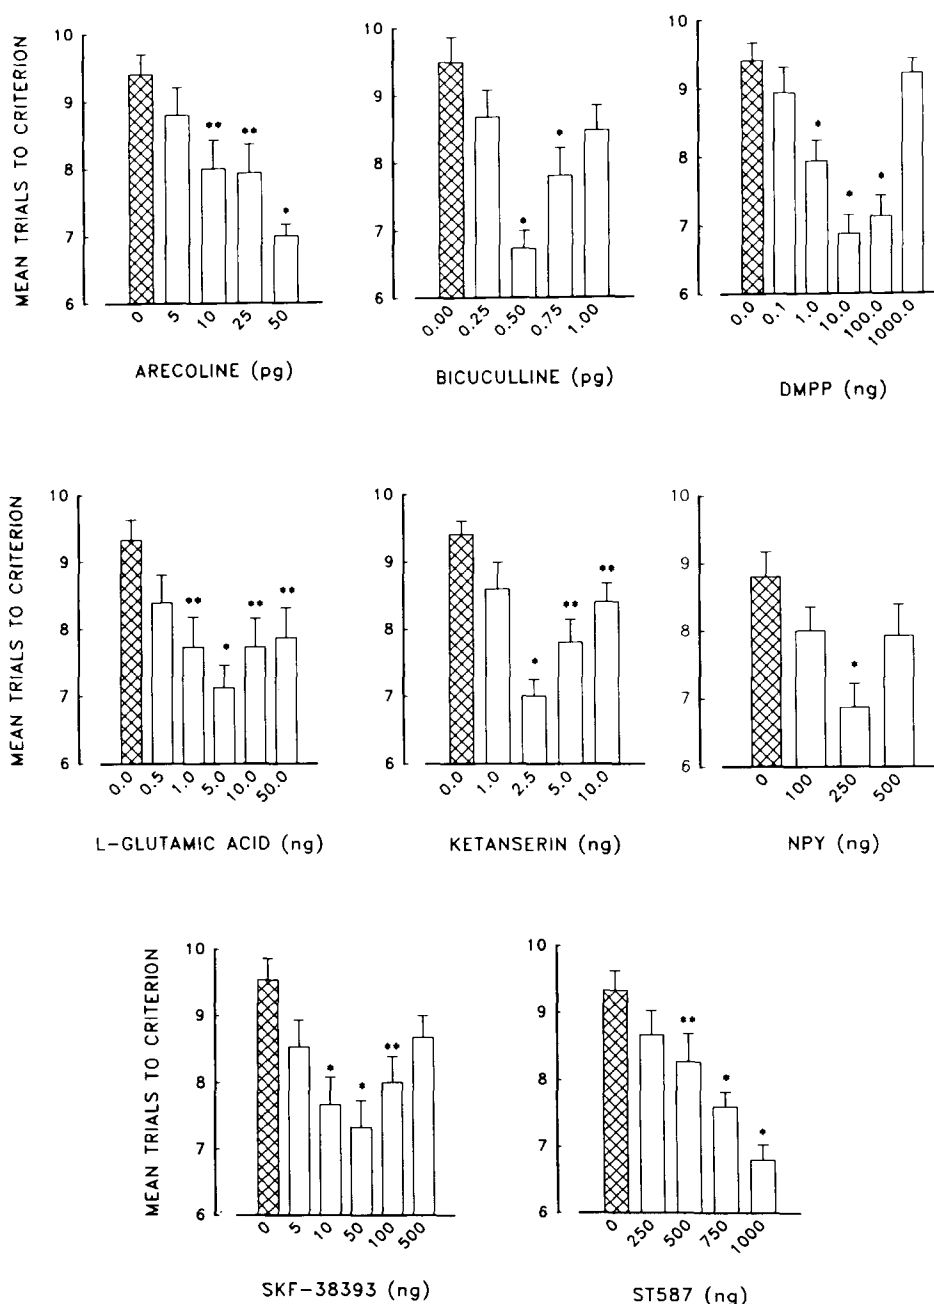 MEAN TRIALS TO CRITERION
10
9
8
7
6
** ** *
0 5 10 25 50
ARECOLINE (pg)
10
9
8
7
6
* *
0.00 0.25 0.50 0.75 1.00
BICUCULLINE (pg)
10
9
8
7
6
* * *
0.0 0.1 1.0 10.0 100.0 1000.0
DMPP (ng)
MEAN TRIALS TO CRITERION
10
9
8
7
6
** * ** **
0.0 0.5 1.0 5.0 10.0 50.0
L-GLUTAMIC ACID (ng)
10
9
8
7
6
* ** **
0.0 1.0 2.5 5.0 10.0
KETANSERIN (ng)
10
9
8
7
6
*
0 100 250 500
NPY (ng)
MEAN TRIALS TO CRITERION
10
9
8
7
6
* * **
0 5 10 50 100 500
SKF-38393 (ng)
10
9
8
7
6
** * *
0 250 500 750 1000
ST587 (ng)